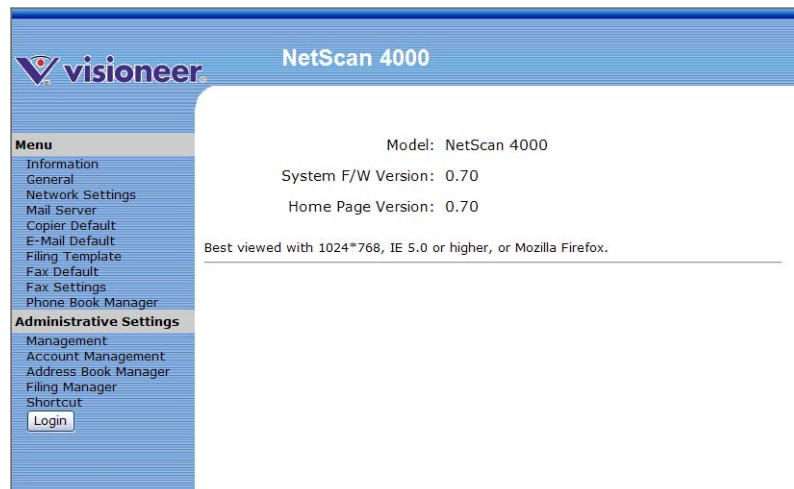 visioneer
NetScan 4000
Menu
Information
General
Network Settings
Mail Server
Copier Default
E-Mail Default
Filing Template
Fax Default
Fax Settings
Phone Book Manager
Administrative Settings
Management
Account Management
Address Book Manager
Filing Manager
Shortcut
Login
Model: NetScan 4000
System F/W Version: 0.70
Home Page Version: 0.70
Best viewed with 1024*768, IE 5.0 or higher, or Mozilla Firefox.